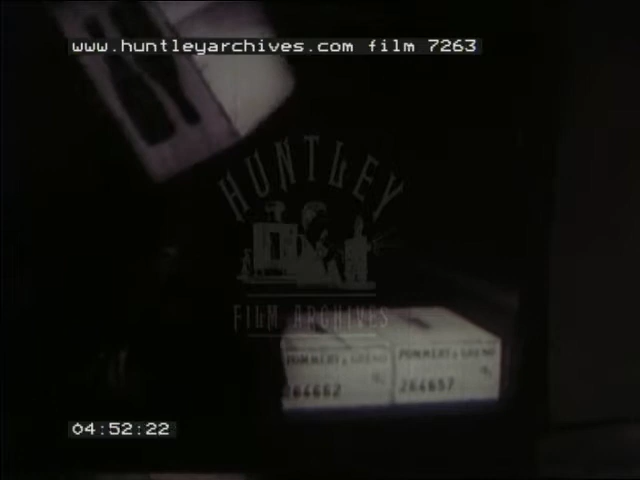 www.huntleyarchives.com film 7263
HUNTLEY
FILM ARCHIVES
POMMERY & GRENO POMMERY & GRENO
264662 264657
04:52:22